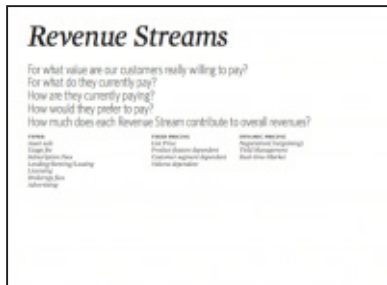 Revenue Streams
For what value are our customers really willing to pay?
For what do they currently pay?
How are they currently paying?
How would they prefer to pay?
How much does each Revenue Stream contribute to overall revenues?
TYPES
Asset sale
Usage fee
Subscription Fees
Lending/Renting/Leasing
Licensing
Brokerage fees
Advertising
FIXED PRICING
List Price
Product feature dependent
Customer segment dependent
Volume dependent
DYNAMIC PRICING
Negotiation (bargaining)
Yield Management
Real-time-Market